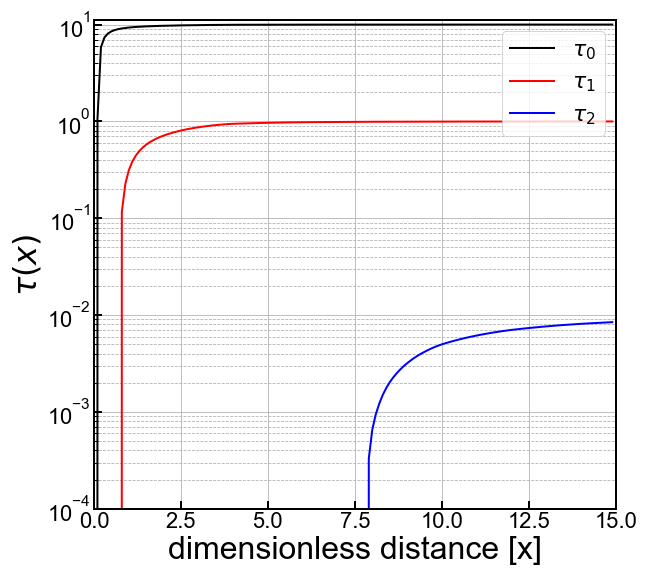 10¹
10⁰
10⁻¹
10⁻²
10⁻³
10⁻⁴
τ(x)
τ₀
τ₁
τ₂
0.0 2.5 5.0 7.5 10.0 12.5 15.0
dimensionless distance [x]